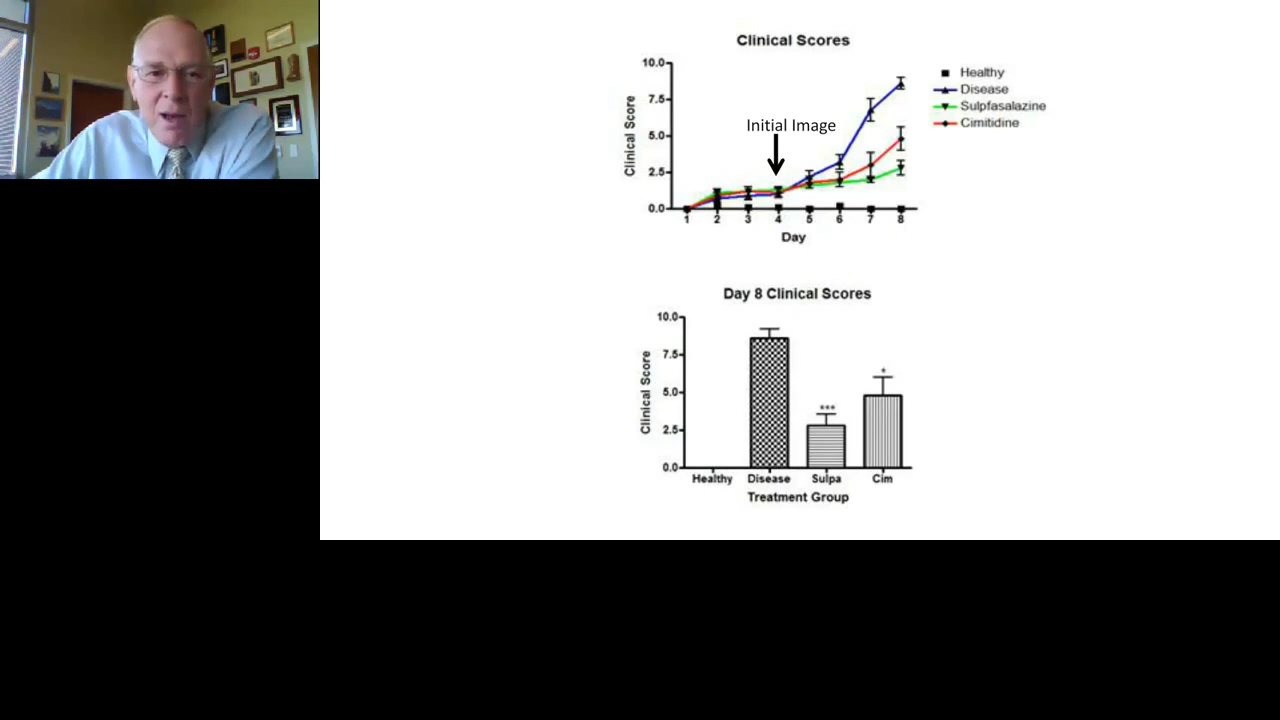 Clinical Scores
10.0
7.5
5.0
2.5
0.0
Clinical Score
Initial Image
1 2 3 4 5 6 7 8
Day
Healthy
Disease
Sulpfasalazine
Cimitidine
Day 8 Clinical Scores
10.0
7.5
5.0
2.5
0.0
Clinical Score
***
*
Healthy Disease Sulpa Cim
Treatment Group